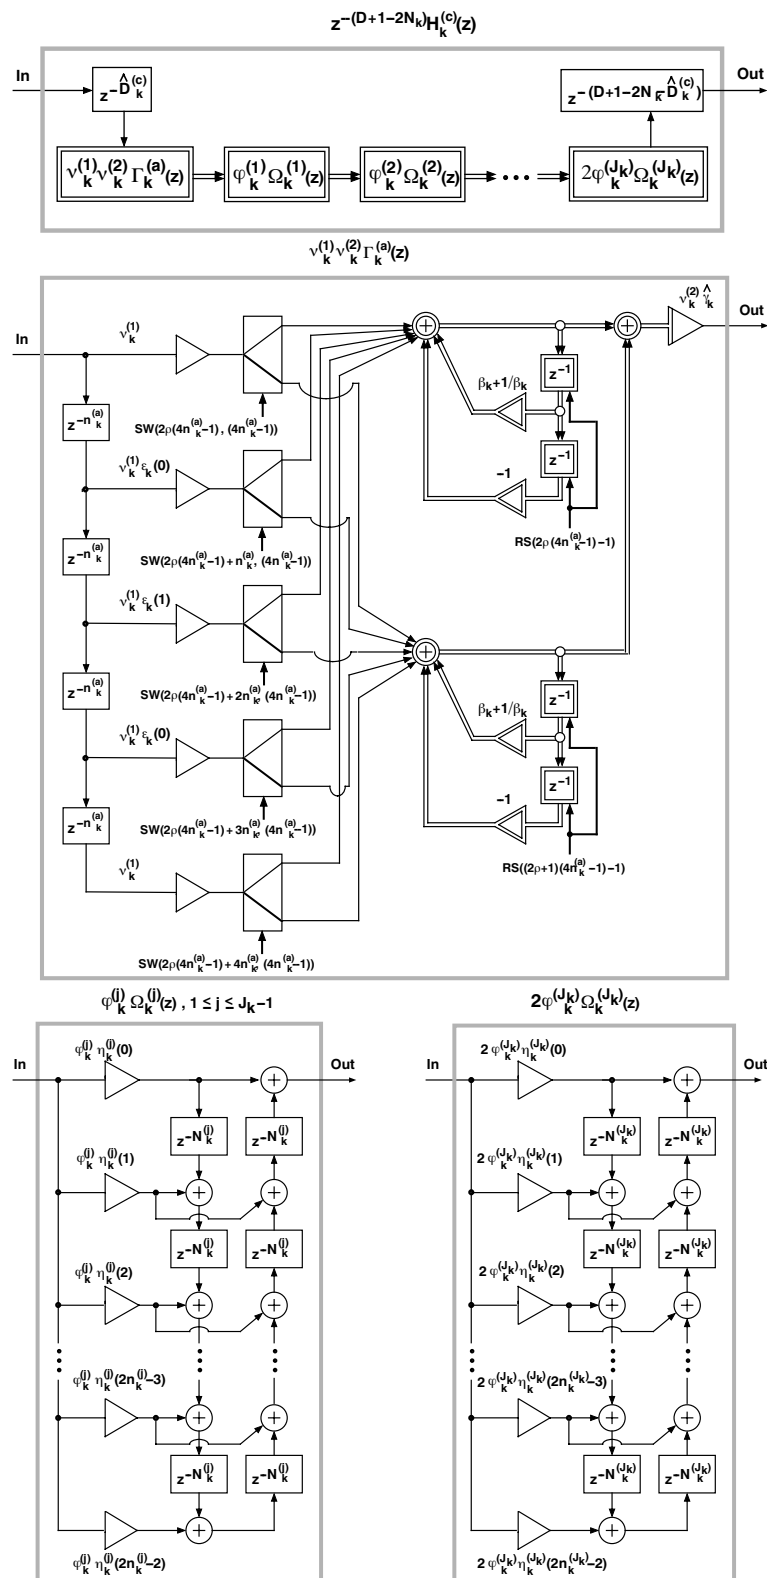 z^{-(D+1-2N_k)}H_k^{(c)}(z)
In
z^{-D̂_k^{(c)}}
z^{-(D+1-2N_k-D̂_k^{(c)})}
Out
ν_k^{(1)}ν_k^{(2)}Γ_k^{(a)}(z)
φ_k^{(1)}Ω_k^{(1)}(z)
φ_k^{(2)}Ω_k^{(2)}(z)
•••
2φ_k^{(J_k)}Ω_k^{(J_k)}(z)
ν_k^{(1)}ν_k^{(2)}Γ_k^{(a)}(z)
ν_k^{(2)}γ̂_k
Out
In
ν_k^{(1)}
+
+
z^{-1}
β_k+1/β_k
z^{-n_k^{(a)}}
SW(2ρ(4n_k^{(a)}-1), (4n_k^{(a)}-1))
z^{-1}
-1
ν_k^{(1)}ε_k(0)
RS(2ρ(4n_k^{(a)}-1)-1)
z^{-n_k^{(a)}}
SW(2ρ(4n_k^{(a)}-1)+n_k^{(a)}, (4n_k^{(a)}-1))
ν_k^{(1)}ε_k(1)
+
z^{-n_k^{(a)}}
SW(2ρ(4n_k^{(a)}-1)+2n_k^{(a)}, (4n_k^{(a)}-1))
z^{-1}
β_k+1/β_k
ν_k^{(1)}ε_k(0)
z^{-1}
-1
z^{-n_k^{(a)}}
SW(2ρ(4n_k^{(a)}-1)+3n_k^{(a)}, (4n_k^{(a)}-1))
ν_k^{(1)}
RS((2ρ+1)(4n_k^{(a)}-1)-1)
SW(2ρ(4n_k^{(a)}-1)+4n_k^{(a)}, (4n_k^{(a)}-1))
φ_k^{(j)}Ω_k^{(j)}(z) , 1 ≤ j ≤ J_k-1
In
φ_k^{(j)}η_k^{(j)}(0)
+
Out
z^{-N_k^{(j)}}
z^{-N_k^{(j)}}
φ_k^{(j)}η_k^{(j)}(1)
+
+
z^{-N_k^{(j)}}
z^{-N_k^{(j)}}
φ_k^{(j)}η_k^{(j)}(2)
+
+
φ_k^{(j)}η_k^{(j)}(2n_k^{(j)}-3)
+
+
z^{-N_k^{(j)}}
z^{-N_k^{(j)}}
+
φ_k^{(j)}η_k^{(j)}(2n_k^{(j)}-2)
2φ_k^{(J_k)}Ω_k^{(J_k)}(z)
In
2φ_k^{(J_k)}η_k^{(J_k)}(0)
+
Out
z^{-N_k^{(J_k)}}
z^{-N_k^{(J_k)}}
2φ_k^{(J_k)}η_k^{(J_k)}(1)
+
+
z^{-N_k^{(J_k)}}
z^{-N_k^{(J_k)}}
2φ_k^{(J_k)}η_k^{(J_k)}(2)
+
+
2φ_k^{(J_k)}η_k^{(J_k)}(2n_k^{(J_k)}-3)
+
+
z^{-N_k^{(J_k)}}
z^{-N_k^{(J_k)}}
+
2φ_k^{(J_k)}η_k^{(J_k)}(2n_k^{(J_k)}-2)